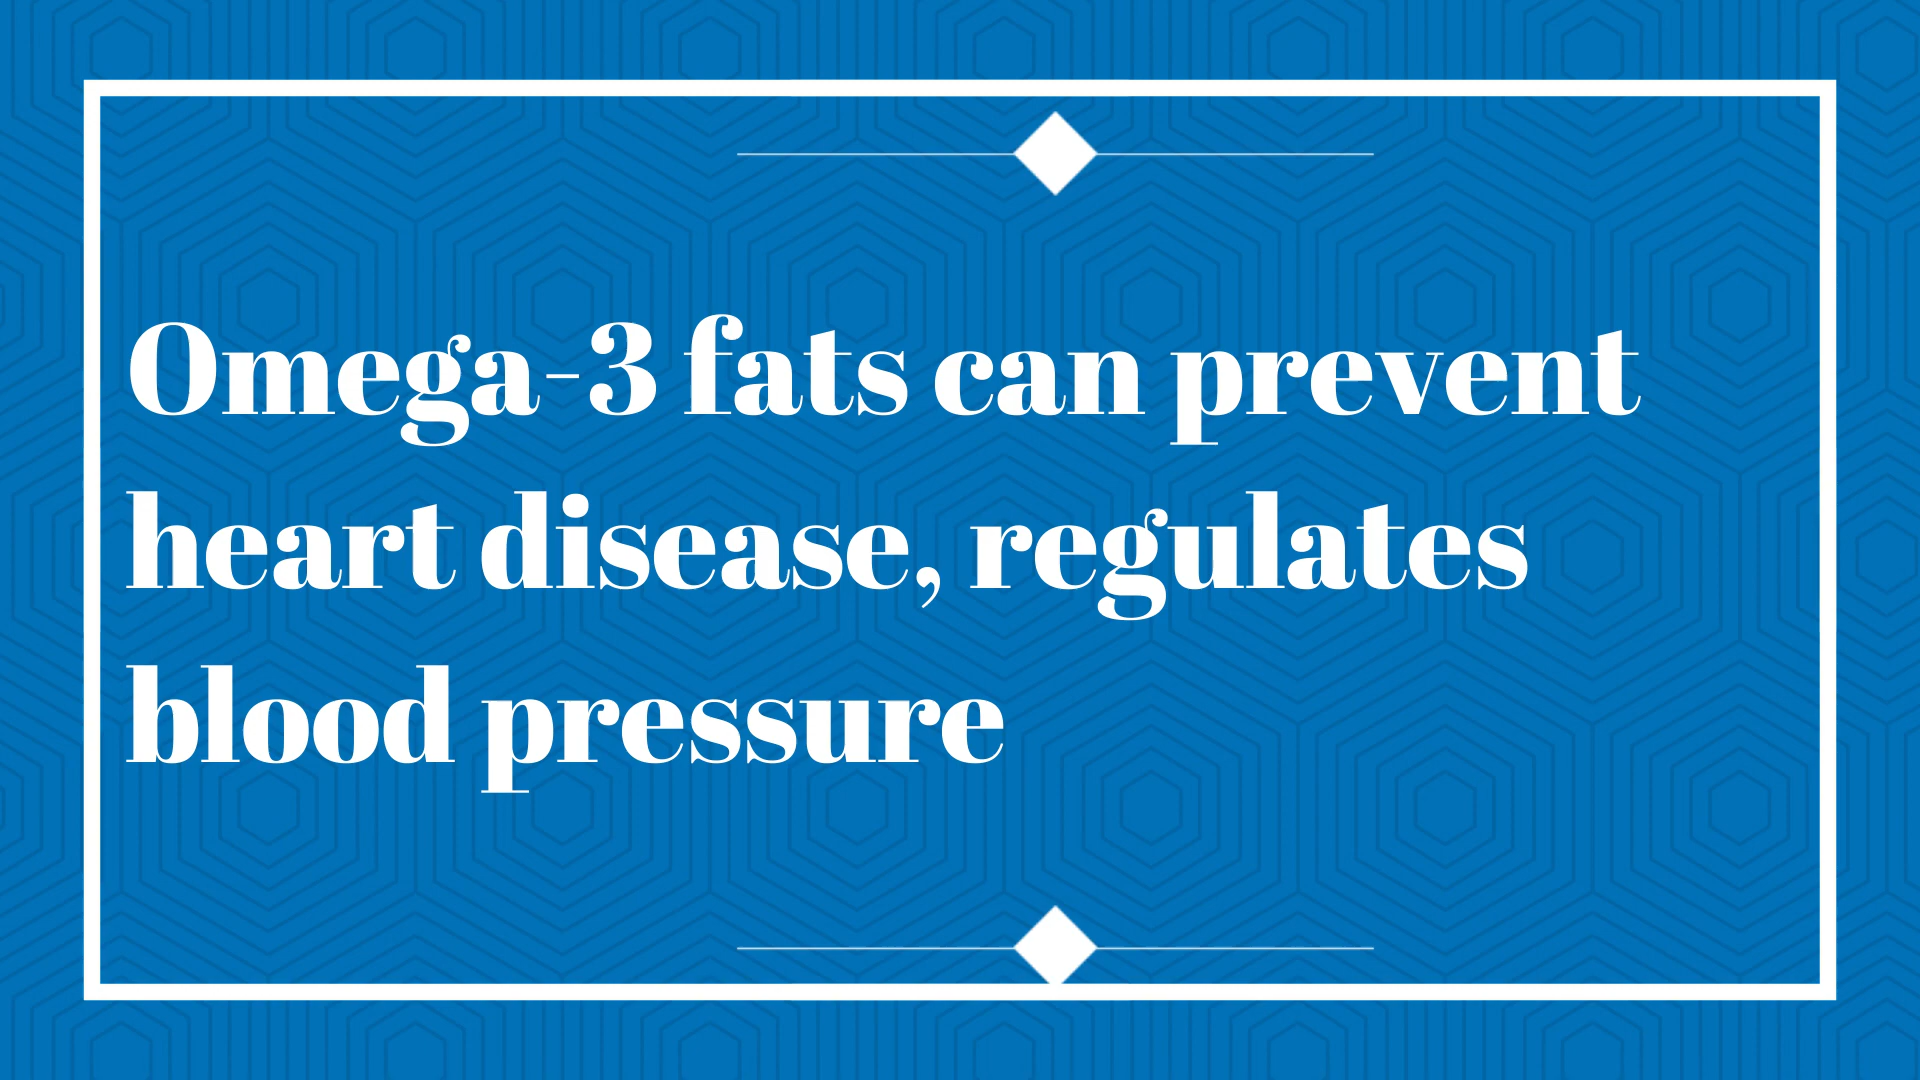 Omega-3 fats can prevent
heart disease, regulates
blood pressure